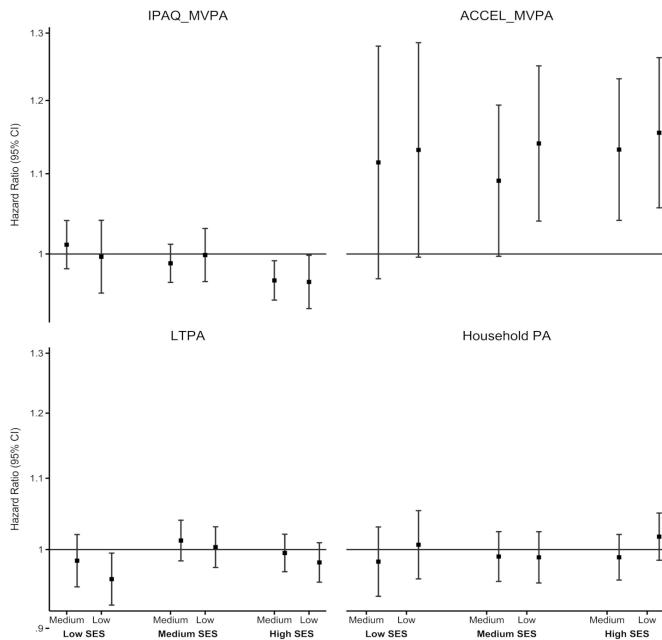 IPAQ_MVPA
ACCEL_MVPA
Hazard Ratio (95% CI)
1.3
1.2
1.1
1
LTPA
Household PA
Hazard Ratio (95% CI)
1.3
1.2
1.1
1
.9
Medium Low Medium Low Medium Low Medium Low Medium Low Medium Low
Low SES Medium SES High SES Low SES Medium SES High SES